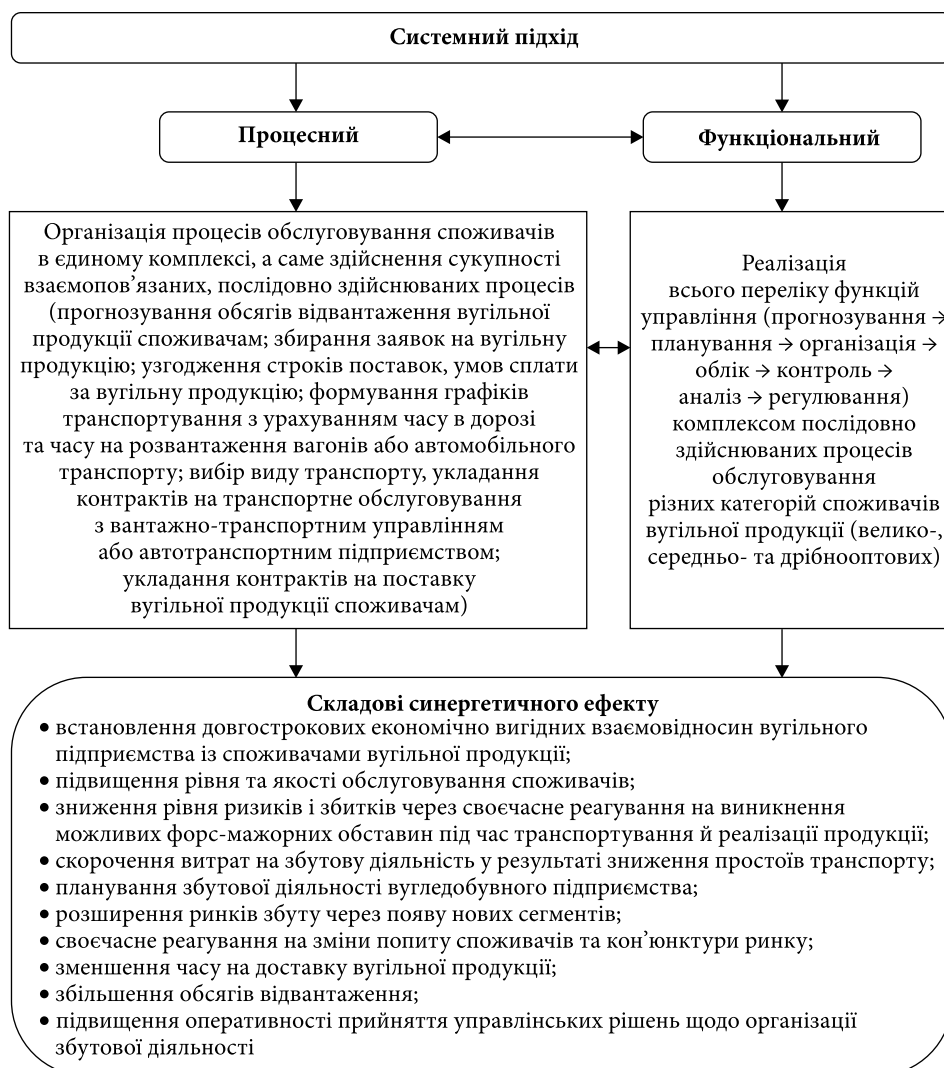 Системний підхід
Процесний
Функціональний
Організація процесів обслуговування споживачів
в єдиному комплексі, а саме здійснення сукупності
взаємопов’язаних, послідовно здійснюваних процесів
(прогнозування обсягів відвантаження вугільної
продукції споживачам; збирання заявок на вугільну
продукцію; узгодження строків поставок, умов сплати
за вугільну продукцію; формування графіків
транспортування з урахуванням часу в дорозі
та часу на розвантаження вагонів або автомобільного
транспорту; вибір виду транспорту, укладання
контрактів на транспортне обслуговування
з вантажно-транспортним управлінням
або автотранспортним підприємством;
укладання контрактів на поставку
вугільної продукції споживачам)
Реалізація
всього переліку функцій
управління (прогнозування →
планування → організація →
облік → контроль →
аналіз → регулювання)
комплексом послідовно
здійснюваних процесів
обслуговування
різних категорій споживачів
вугільної продукції (велико-,
середньо- та дрібнооптових)
Складові синергетичного ефекту
• встановлення довгострокових економічно вигідних взаємовідносин вугільного
підприємства із споживачами вугільної продукції;
• підвищення рівня та якості обслуговування споживачів;
• зниження рівня ризиків і збитків через своєчасне реагування на виникнення
можливих форс-мажорних обставин під час транспортування й реалізації продукції;
• скорочення витрат на збутову діяльність у результаті зниження простоїв транспорту;
• планування збутової діяльності вугледобувного підприємства;
• розширення ринків збуту через появу нових сегментів;
• своєчасне реагування на зміни попиту споживачів та кон’юнктури ринку;
• зменшення часу на доставку вугільної продукції;
• збільшення обсягів відвантаження;
• підвищення оперативності прийняття управлінських рішень щодо організації
збутової діяльності